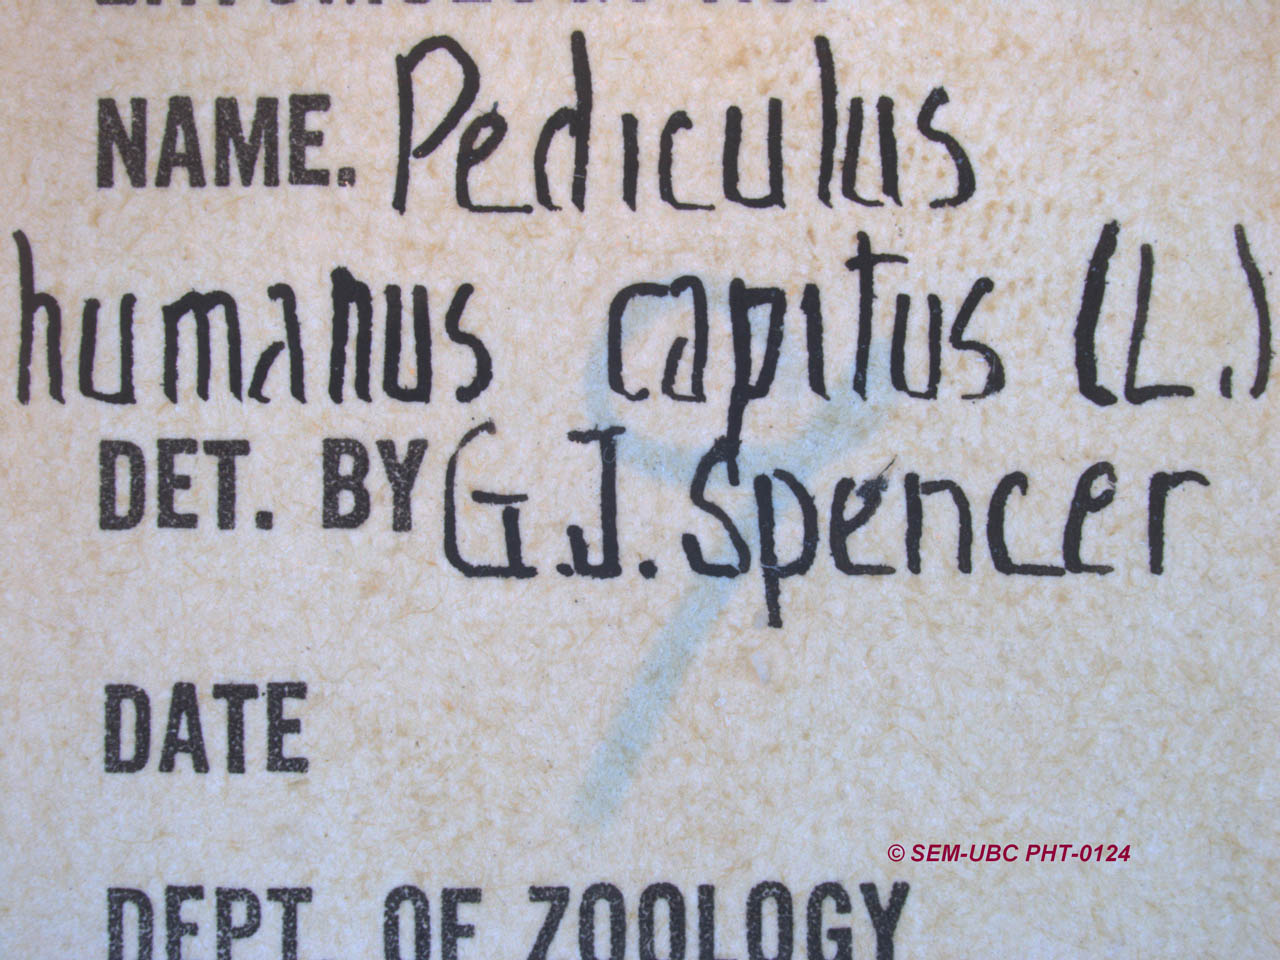 NAME. Pediculus
humanus capitus (L.)
DET. BY G.J. Spencer
DATE
© SEM-UBC PHT-0124
DEPT. OF ZOOLOGY